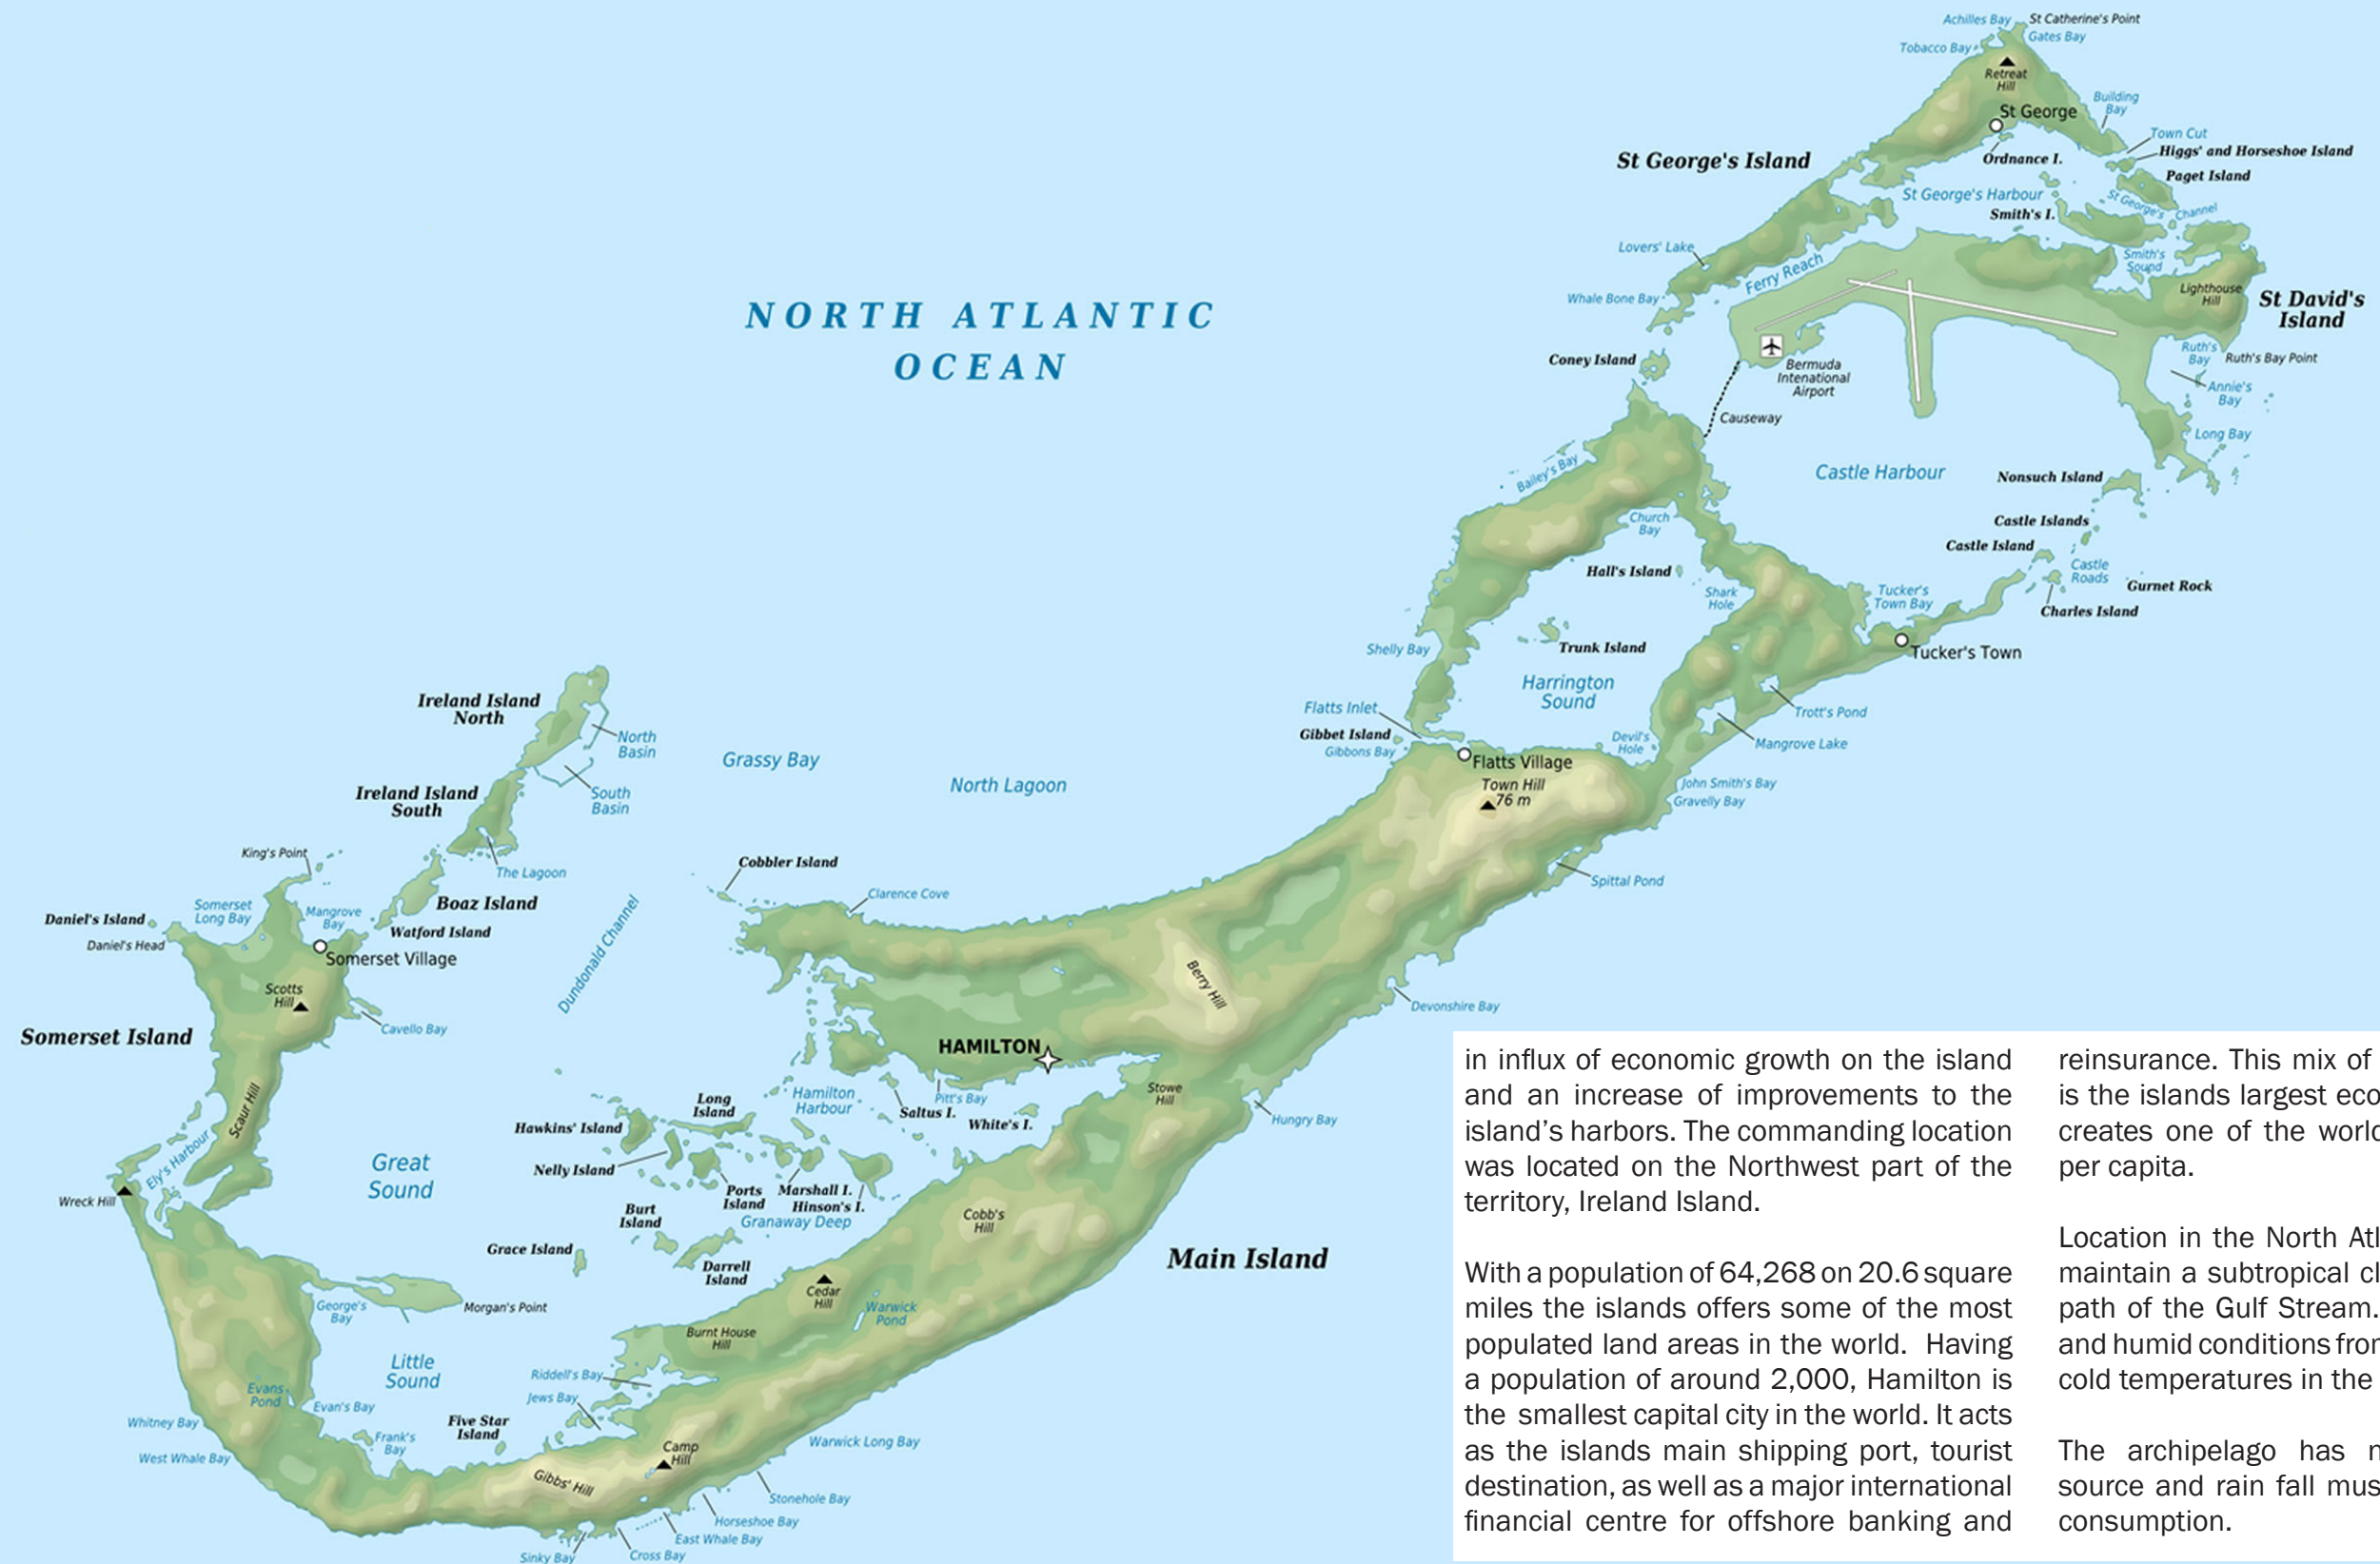 Achilles Bay
St Catherine's Point
Gates Bay
Tobacco Bay
Retreat
Hill
Building
Bay
St George
Town Cut
Higgs' and Horseshoe Island
Ordnance I.
St George's Island
Paget Island
St George's Harbour
St George's Channel
Smith's I.
Lovers' Lake
Smith's
Sound
Ferry Reach
Whale Bone Bay
Lighthouse
Hill
St David's
Island
NORTH ATLANTIC
OCEAN
Coney Island
Bermuda
Intenational
Airport
Ruth's
Bay
Ruth's Bay Point
Annie's
Bay
Causeway
Long Bay
Bailey's Bay
Castle Harbour
Nonsuch Island
Church
Bay
Castle Islands
Castle Island
Hall's Island
Castle
Roads
Gurnet Rock
Shark
Hole
Tucker's
Town Bay
Charles Island
Shelly Bay
Trunk Island
Tucker's Town
Harrington
Sound
Ireland Island
North
Flatts Inlet
Trott's Pond
Gibbet Island
Gibbons Bay
Devil's
Hole
Mangrove Lake
North
Basin
Grassy Bay
Flatts Village
North Lagoon
Town Hill
76 m
John Smith's Bay
Gravelly Bay
Ireland Island
South
South
Basin
King's Point
Cobbler Island
The Lagoon
Spittal Pond
Clarence Cove
Somerset
Long Bay
Mangrove
Bay
Boaz Island
Daniel's Island
Daniel's Head
Watford Island
Somerset Village
Dundonald Channel
Berry Hill
Scotts
Hill
Devonshire Bay
Cavello Bay
Somerset Island
HAMILTON
Scaur Hill
Hamilton
Harbour
Pitt's Bay
Stowe
Hill
Long
Island
Saltus I.
White's I.
Hungry Bay
Hawkins' Island
Ely's Harbour
Great
Sound
Nelly Island
Wreck Hill
Ports
Island
Marshall I.
Hinson's I.
Burt
Island
Granaway Deep
Cobb's
Hill
Grace Island
Darrell
Island
Main Island
Cedar
Hill
George's
Bay
Morgan's Point
Warwick
Pond
Burnt House
Hill
Little
Sound
Riddell's Bay
Evans
Pond
Evan's Bay
Jews Bay
Whitney Bay
Five Star
Island
Frank's
Bay
Camp
Hill
Warwick Long Bay
West Whale Bay
Gibbs' Hill
Stonehole Bay
Horseshoe Bay
East Whale Bay
Cross Bay
Sinky Bay
in influx of economic growth on the island
and an increase of improvements to the
island's harbors. The commanding location
was located on the Northwest part of the
territory, Ireland Island.
With a population of 64,268 on 20.6 square
miles the islands offers some of the most
populated land areas in the world. Having
a population of around 2,000, Hamilton is
the smallest capital city in the world. It acts
as the islands main shipping port, tourist
destination, as well as a major international
financial centre for offshore banking and
reinsurance. This mix of
is the islands largest
creates one of the
per capita.
Location in the North
maintain a subtropical
path of the Gulf Stream.
and humid conditions
cold temperatures in the
The archipelago has
source and rain fall
consumption.